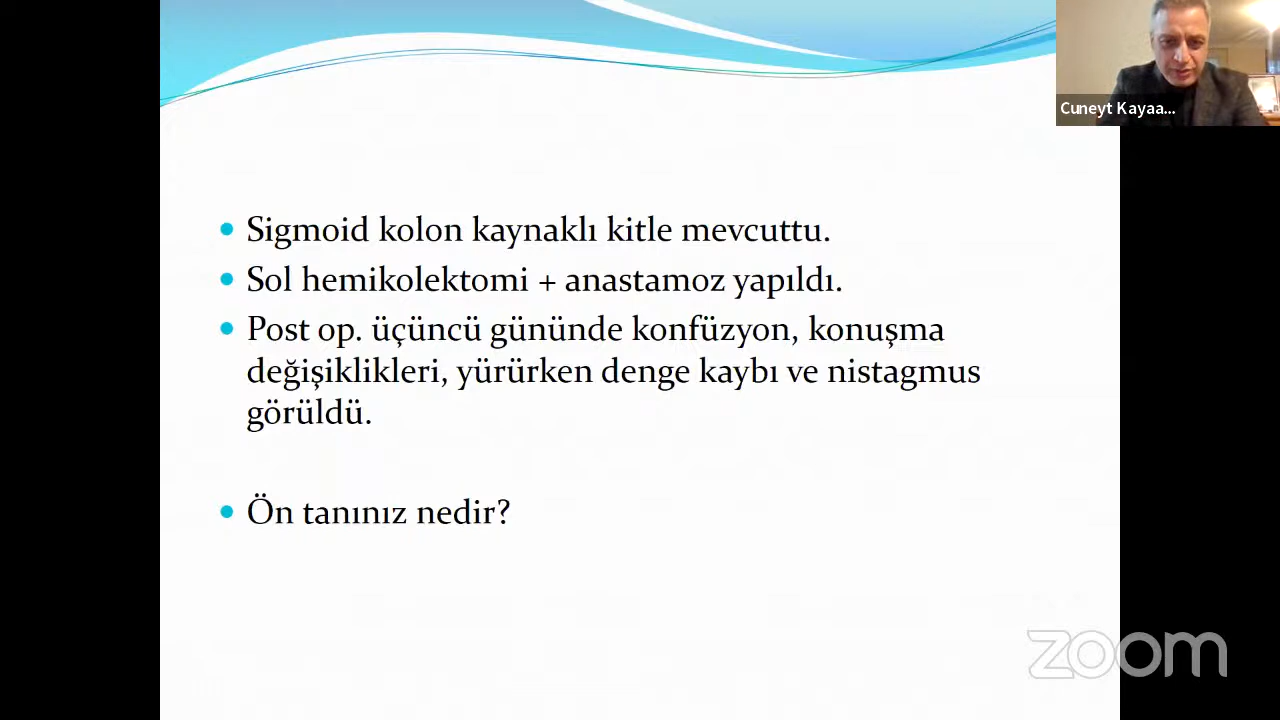 Cuneyt Kayaa...
Sigmoid kolon kaynaklı kitle mevcuttu.
Sol hemikolektomi + anastamoz yapıldı.
Post op. üçüncü gününde konfüzyon, konuşma
değişiklikleri, yürürken denge kaybı ve nistagmus
görüldü.
Ön tanınız nedir?
zoom